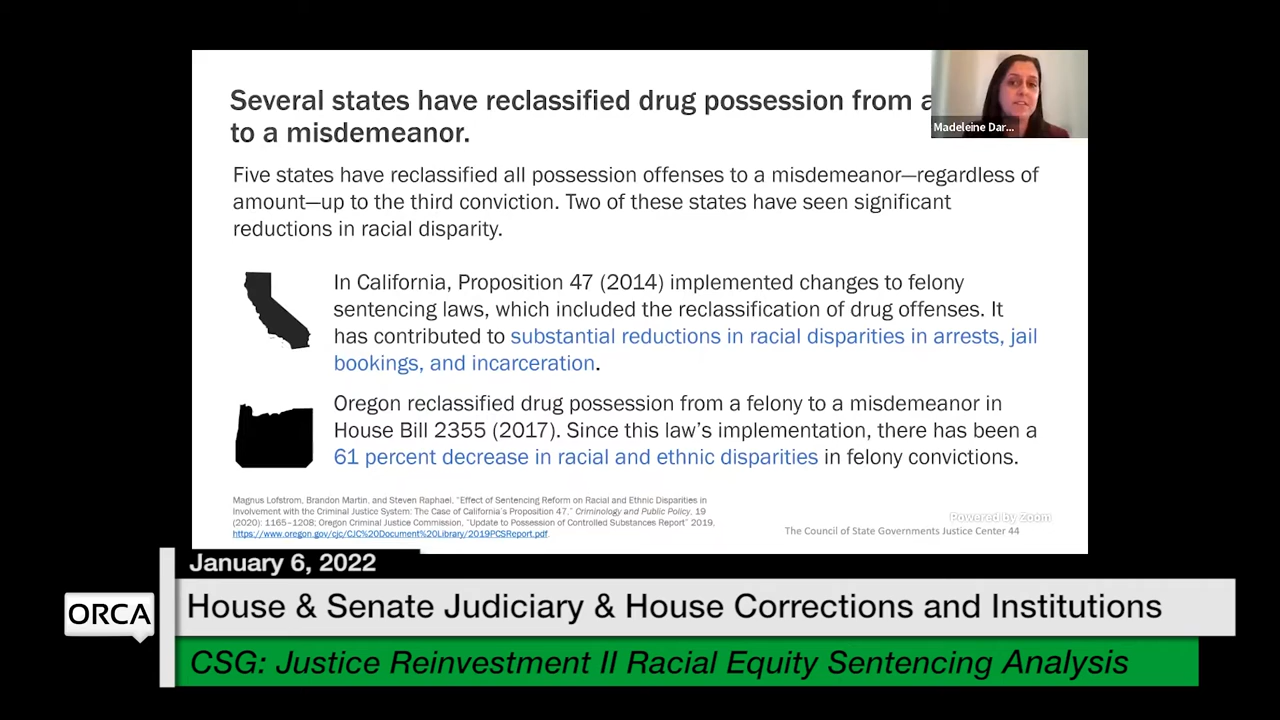 Several states have reclassified drug possession from a
to a misdemeanor.
Madeleine Dar...
Five states have reclassified all possession offenses to a misdemeanor—regardless of
amount—up to the third conviction. Two of these states have seen significant
reductions in racial disparity.
In California, Proposition 47 (2014) implemented changes to felony
sentencing laws, which included the reclassification of drug offenses. It
has contributed to substantial reductions in racial disparities in arrests, jail
bookings, and incarceration.
Oregon reclassified drug possession from a felony to a misdemeanor in
House Bill 2355 (2017). Since this law's implementation, there has been a
61 percent decrease in racial and ethnic disparities in felony convictions.
Magnus Lofstrom, Brandon Martin, and Steven Raphael, "Effect of Sentencing Reform on Racial and Ethnic Disparities in
Involvement with the Criminal Justice System: The Case of California's Proposition 47," Criminology and Public Policy, 19
(2020): 1165–1208; Oregon Criminal Justice Commission, "Update to Possession of Controlled Substances Report" 2019,
https://www.oregon.gov/cjc/CJC%20Document%20Library/2019PCSReport.pdf.
Powered by Zoom
The Council of State Governments Justice Center 44
January 6, 2022
ORCA
House & Senate Judiciary & House Corrections and Institutions
CSG: Justice Reinvestment II Racial Equity Sentencing Analysis